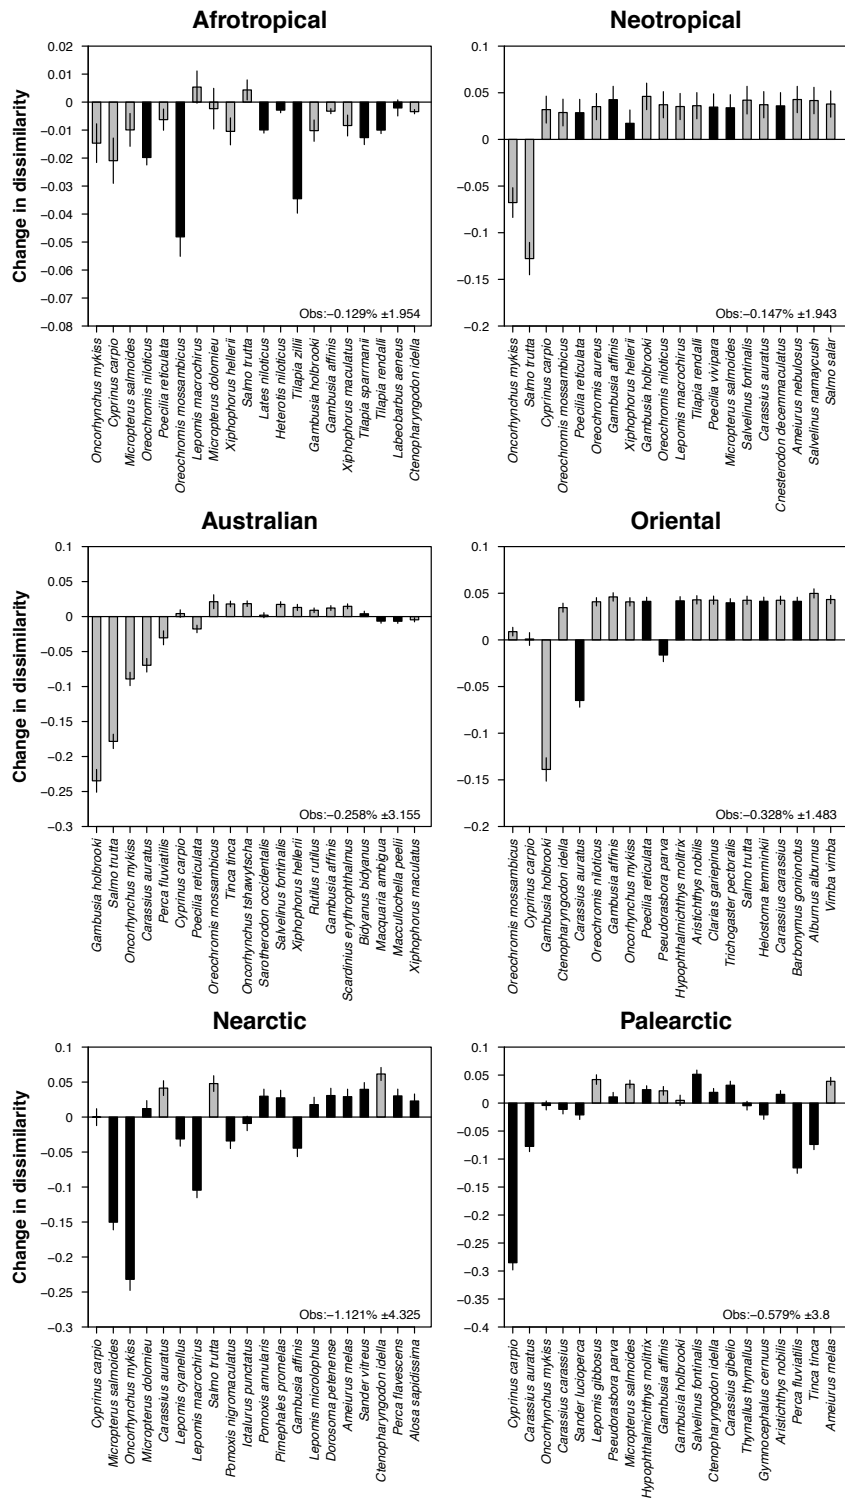 Afrotropical
Change in dissimilarity
0.02
0.01
0
−0.01
−0.02
−0.03
−0.04
−0.05
−0.06
−0.07
−0.08
Obs:−0.129% ±1.954
Oncorhynchus mykiss
Cyprinus carpio
Micropterus salmoides
Oreochromis niloticus
Poecilia reticulata
Oreochromis mossambicus
Lepomis macrochirus
Micropterus dolomieu
Xiphophorus hellerii
Salmo trutta
Lates niloticus
Heterotis niloticus
Tilapia zillii
Gambusia holbrooki
Gambusia affinis
Xiphophorus maculatus
Tilapia sparrmanii
Tilapia rendalli
Labeobarbus aeneus
Ctenopharyngodon idella
Neotropical
0.1
0.05
0
−0.05
−0.1
−0.15
−0.2
Obs:−0.147% ±1.943
Oncorhynchus mykiss
Salmo trutta
Cyprinus carpio
Oreochromis mossambicus
Poecilia reticulata
Oreochromis aureus
Gambusia affinis
Xiphophorus hellerii
Gambusia holbrooki
Oreochromis niloticus
Lepomis macrochirus
Tilapia rendalli
Poecilia vivipara
Micropterus salmoides
Salvelinus fontinalis
Carassius auratus
Cnesterodon decemmaculatus
Ameiurus nebulosus
Salvelinus namaycush
Salmo salar
Australian
Change in dissimilarity
0.1
0.05
0
−0.05
−0.1
−0.15
−0.2
−0.25
−0.3
Obs:−0.258% ±3.155
Gambusia holbrooki
Salmo trutta
Oncorhynchus mykiss
Carassius auratus
Perca fluviatilis
Cyprinus carpio
Poecilia reticulata
Oreochromis mossambicus
Tinca tinca
Oncorhynchus tshawytscha
Sarotherodon occidentalis
Salvelinus fontinalis
Xiphophorus hellerii
Rutilus rutilus
Gambusia affinis
Scardinius erythrophthalmus
Bidyanus bidyanus
Macquaria ambigua
Maccullochella peelii
Xiphophorus maculatus
Oriental
0.1
0.05
0
−0.05
−0.1
−0.15
−0.2
Obs:−0.328% ±1.483
Oreochromis mossambicus
Cyprinus carpio
Gambusia holbrooki
Ctenopharyngodon idella
Carassius auratus
Oreochromis niloticus
Gambusia affinis
Oncorhynchus mykiss
Poecilia reticulata
Pseudorasbora parva
Hypophthalmichthys molitrix
Aristichthys nobilis
Clarias gariepinus
Trichogaster pectoralis
Salmo trutta
Helostoma temminkii
Carassius carassius
Barbonymus gonionotus
Alburnus alburnus
Vimba vimba
Nearctic
Change in dissimilarity
0.1
0.05
0
−0.05
−0.1
−0.15
−0.2
−0.25
−0.3
Obs:−1.121% ±4.325
Cyprinus carpio
Micropterus salmoides
Oncorhynchus mykiss
Micropterus dolomieu
Carassius auratus
Lepomis cyanellus
Lepomis macrochirus
Salmo trutta
Pomoxis nigromaculatus
Ictalurus punctatus
Pomoxis annularis
Pimephales promelas
Gambusia affinis
Lepomis microlophus
Dorosoma petenense
Ameiurus melas
Sander vitreus
Ctenopharyngodon idella
Perca flavescens
Alosa sapidissima
Palearctic
0.1
0.05
0
−0.05
−0.1
−0.15
−0.2
−0.25
−0.3
−0.35
−0.4
Obs:−0.579% ±3.8
Cyprinus carpio
Carassius auratus
Oncorhynchus mykiss
Carassius carassius
Sander lucioperca
Lepomis gibbosus
Pseudorasbora parva
Micropterus salmoides
Hypophthalmichthys molitrix
Gambusia affinis
Gambusia holbrooki
Salvelinus fontinalis
Ctenopharyngodon idella
Carassius gibelio
Thymallus thymallus
Gymnocephalus cernuus
Aristichthys nobilis
Perca fluviatilis
Tinca tinca
Ameiurus melas